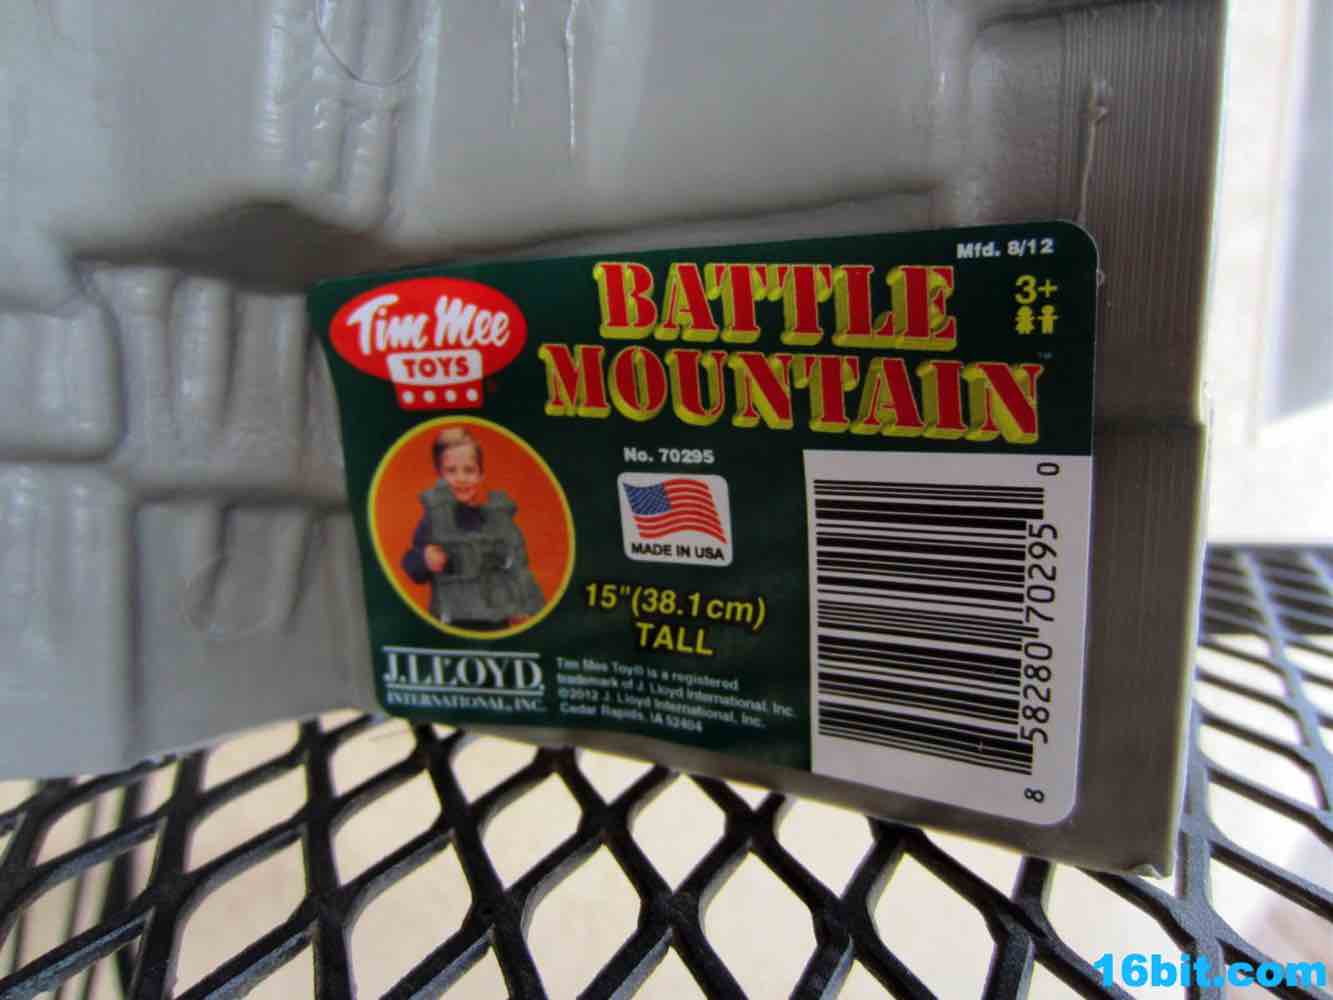 Mfd. 8/12
Tim Mee
TOYS
BATTLE
MOUNTAIN
™
3+
No. 70295
MADE IN USA
15"(38.1cm)
TALL
J.LLOYD
INTERNATIONAL, INC.
Tim Mee Toy® is a registered
trademark of J. Lloyd International, Inc.
©2012 J. Lloyd International, Inc.
Cedar Rapids, IA 52404
8 58280 70295 0
16bit.com